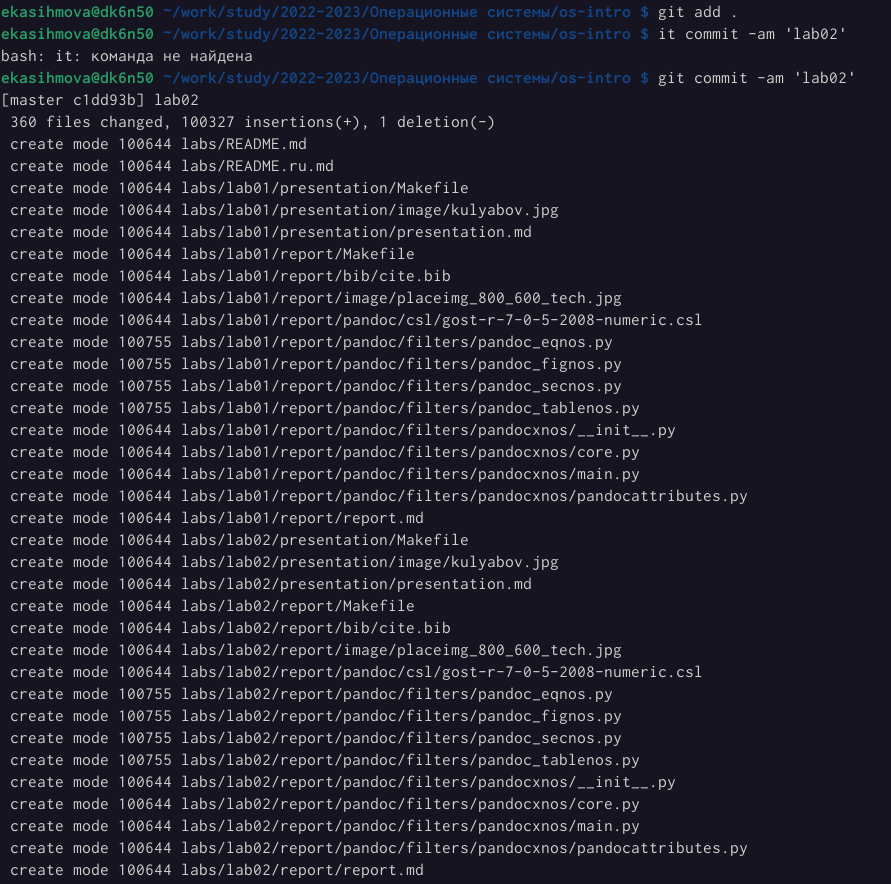 ekasihmova@dk6n50 ~/work/study/2022-2023/Операционные системы/os-intro $ git add .
ekasihmova@dk6n50 ~/work/study/2022-2023/Операционные системы/os-intro $ it commit -am 'lab02'
bash: it: команда не найдена
ekasihmova@dk6n50 ~/work/study/2022-2023/Операционные системы/os-intro $ git commit -am 'lab02'
[master c1dd93b] lab02
 360 files changed, 100327 insertions(+), 1 deletion(-)
 create mode 100644 labs/README.md
 create mode 100644 labs/README.ru.md
 create mode 100644 labs/lab01/presentation/Makefile
 create mode 100644 labs/lab01/presentation/image/kulyabov.jpg
 create mode 100644 labs/lab01/presentation/presentation.md
 create mode 100644 labs/lab01/report/Makefile
 create mode 100644 labs/lab01/report/bib/cite.bib
 create mode 100644 labs/lab01/report/image/placeimg_800_600_tech.jpg
 create mode 100644 labs/lab01/report/pandoc/csl/gost-r-7-0-5-2008-numeric.csl
 create mode 100755 labs/lab01/report/pandoc/filters/pandoc_eqnos.py
 create mode 100755 labs/lab01/report/pandoc/filters/pandoc_fignos.py
 create mode 100755 labs/lab01/report/pandoc/filters/pandoc_secnos.py
 create mode 100755 labs/lab01/report/pandoc/filters/pandoc_tablenos.py
 create mode 100644 labs/lab01/report/pandoc/filters/pandocxnos/__init__.py
 create mode 100644 labs/lab01/report/pandoc/filters/pandocxnos/core.py
 create mode 100644 labs/lab01/report/pandoc/filters/pandocxnos/main.py
 create mode 100644 labs/lab01/report/pandoc/filters/pandocxnos/pandocattributes.py
 create mode 100644 labs/lab01/report/report.md
 create mode 100644 labs/lab02/presentation/Makefile
 create mode 100644 labs/lab02/presentation/image/kulyabov.jpg
 create mode 100644 labs/lab02/presentation/presentation.md
 create mode 100644 labs/lab02/report/Makefile
 create mode 100644 labs/lab02/report/bib/cite.bib
 create mode 100644 labs/lab02/report/image/placeimg_800_600_tech.jpg
 create mode 100644 labs/lab02/report/pandoc/csl/gost-r-7-0-5-2008-numeric.csl
 create mode 100755 labs/lab02/report/pandoc/filters/pandoc_eqnos.py
 create mode 100755 labs/lab02/report/pandoc/filters/pandoc_fignos.py
 create mode 100755 labs/lab02/report/pandoc/filters/pandoc_secnos.py
 create mode 100755 labs/lab02/report/pandoc/filters/pandoc_tablenos.py
 create mode 100644 labs/lab02/report/pandoc/filters/pandocxnos/__init__.py
 create mode 100644 labs/lab02/report/pandoc/filters/pandocxnos/core.py
 create mode 100644 labs/lab02/report/pandoc/filters/pandocxnos/main.py
 create mode 100644 labs/lab02/report/pandoc/filters/pandocxnos/pandocattributes.py
 create mode 100644 labs/lab02/report/report.md